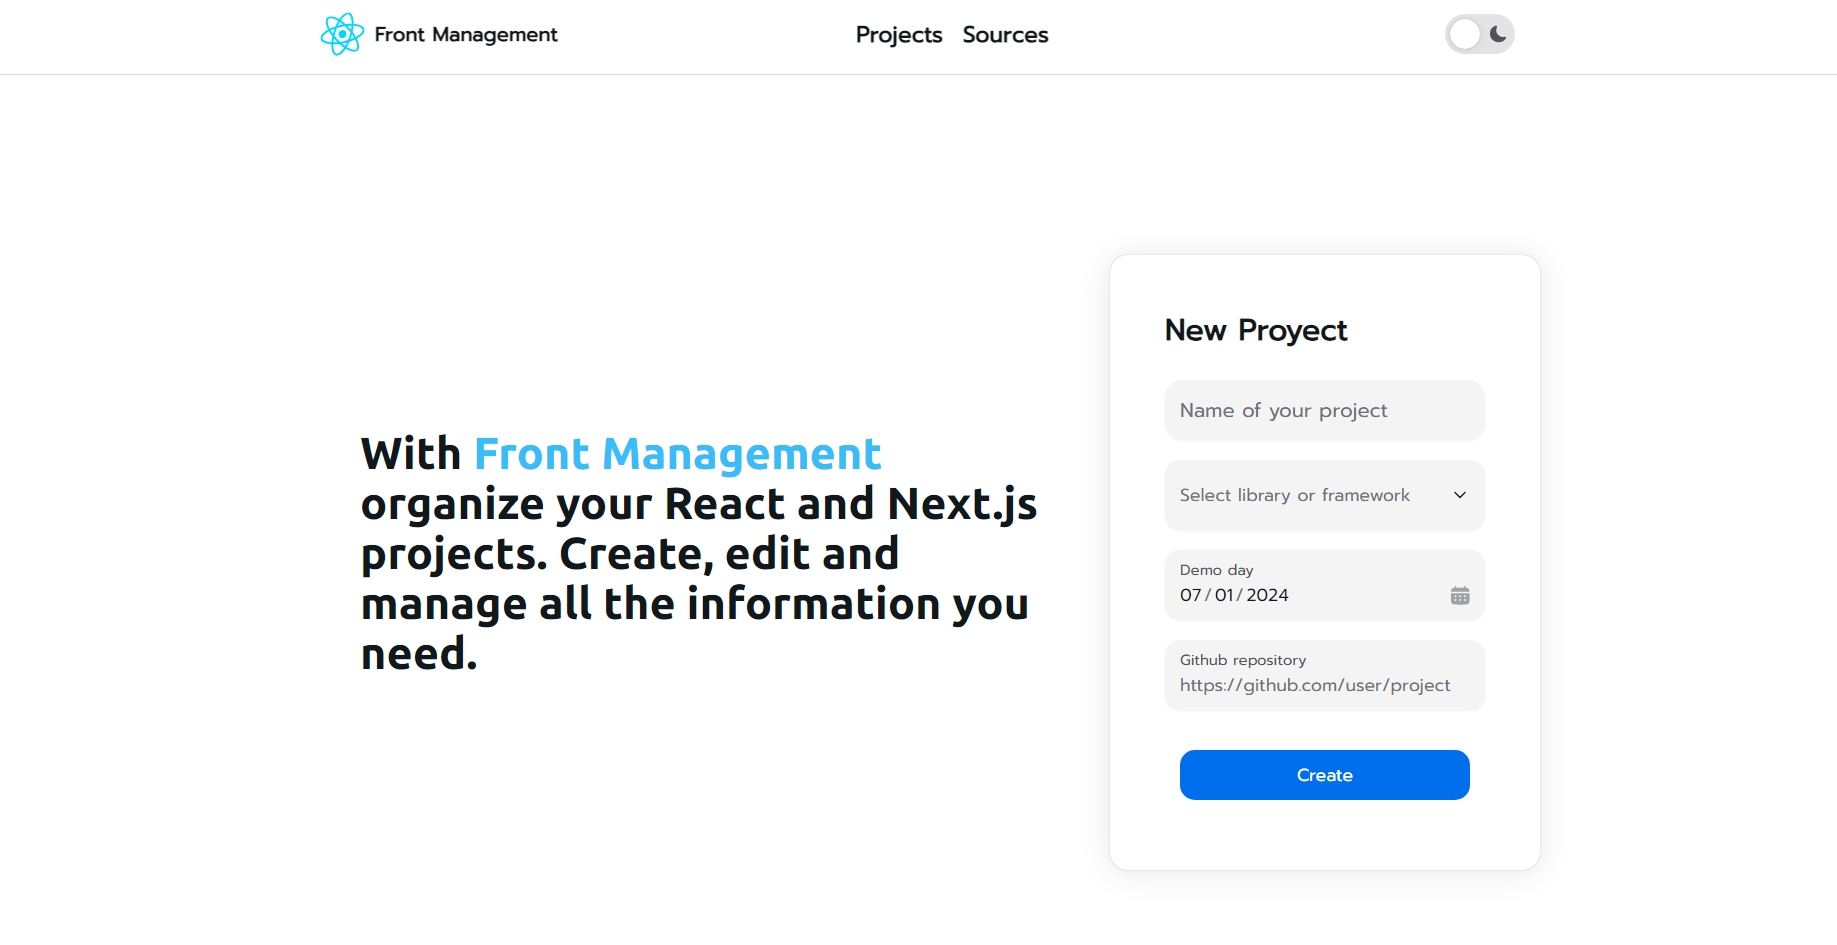 Front Management
Projects Sources
With Front Management
organize your React and Next.js
projects. Create, edit and
manage all the information you
need.
New Proyect
Name of your project
Select library or framework
Demo day
07/01/2024
Github repository
https://github.com/user/project
Create